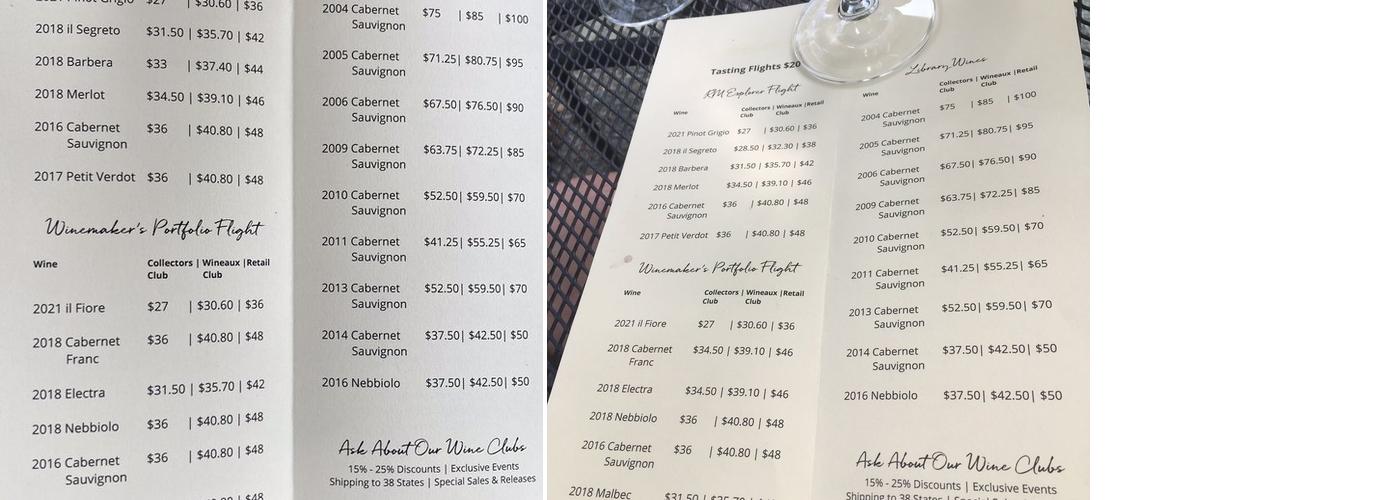 2021 Pinot Grigio $27 | $30.60 | $36
2018 il Segreto $31.50 | $35.70 | $42
2018 Barbera $33 | $37.40 | $44
2018 Merlot $34.50 | $39.10 | $46
2016 Cabernet $36 | $40.80 | $48
Sauvignon
2017 Petit Verdot $36 | $40.80 | $48
Winemaker's Portfolio Flight
Wine Collectors | Wineaux |Retail
Club Club
2021 il Fiore $27 | $30.60 | $36
2018 Cabernet $36 | $40.80 | $48
Franc
2018 Electra $31.50 | $35.70 | $42
2018 Nebbiolo $36 | $40.80 | $48
2016 Cabernet $36 | $40.80 | $48
Sauvignon
| $48
2004 Cabernet $75 | $85 | $100
Sauvignon
2005 Cabernet $71.25| $80.75| $95
Sauvignon
2006 Cabernet $67.50| $76.50| $90
Sauvignon
2009 Cabernet $63.75| $72.25| $85
Sauvignon
2010 Cabernet $52.50| $59.50| $70
Sauvignon
2011 Cabernet $41.25| $55.25| $65
Sauvignon
2013 Cabernet $52.50| $59.50| $70
Sauvignon
2014 Cabernet $37.50| $42.50| $50
Sauvignon
2016 Nebbiolo $37.50| $42.50| $50
Ask About Our Wine Clubs
15% - 25% Discounts | Exclusive Events
Shipping to 38 States | Special Sales & Releases
Tasting Flights $20
RM Explorer Flight
Wine Collectors | Wineaux |Retail
Club Club
2021 Pinot Grigio $27 | $30.60 | $36
2018 il Segreto $28.50 | $32.30 | $38
2018 Barbera $31.50 | $35.70 | $42
2018 Merlot $34.50 | $39.10 | $46
2016 Cabernet $36 | $40.80 | $48
Sauvignon
2017 Petit Verdot $36 | $40.80 | $48
Winemaker's Portfolio Flight
Wine Collectors | Wineaux |Retail
Club Club
2021 il Fiore $27 | $30.60 | $36
2018 Cabernet $34.50 | $39.10 | $46
Franc
2018 Electra $34.50 | $39.10 | $46
2018 Nebbiolo $36 | $40.80 | $48
2016 Cabernet $36 | $40.80 | $48
Sauvignon
2018 Malbec $31.50 | $35.70 |
Library Wines
Wine Collectors | Wineaux |Retail
Club Club
2004 Cabernet $75 | $85 | $100
Sauvignon
2005 Cabernet $71.25| $80.75| $95
Sauvignon
2006 Cabernet $67.50| $76.50| $90
Sauvignon
2009 Cabernet $63.75| $72.25| $85
Sauvignon
2010 Cabernet $52.50| $59.50| $70
Sauvignon
2011 Cabernet $41.25| $55.25| $65
Sauvignon
2013 Cabernet $52.50| $59.50| $70
Sauvignon
2014 Cabernet $37.50| $42.50| $50
Sauvignon
2016 Nebbiolo $37.50| $42.50| $50
Ask About Our Wine Clubs
15% - 25% Discounts | Exclusive Events
Shipping to 38 States | Special